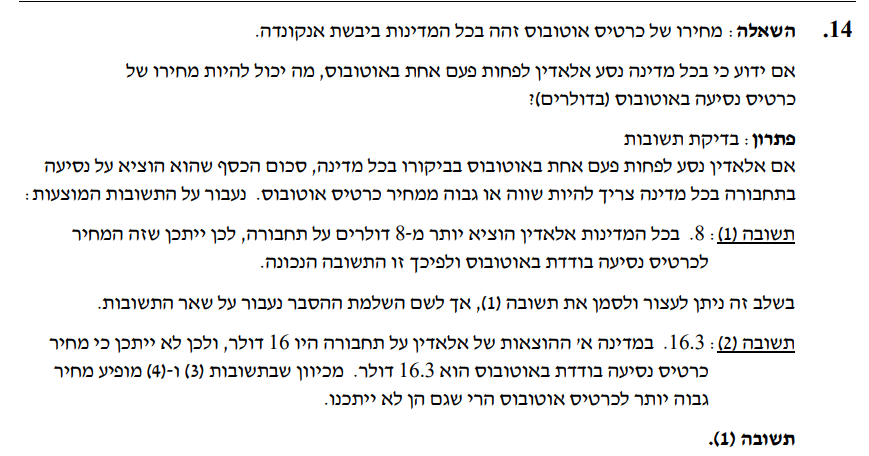 14. השאלה: מחירו של כרטיס אוטובוס זהה בכל המדינות ביבשת אנקונדה.
אם ידוע כי בכל מדינה נסע אלאדין לפחות פעם אחת באוטובוס, מה יכול להיות מחירו של
כרטיס נסיעה באוטובוס (בדולרים)?
פתרון: בדיקת תשובות
אם אלאדין נסע לפחות פעם אחת באוטובוס בביקורו בכל מדינה, סכום הכסף שהוא הוציא על נסיעה
בתחבורה בכל מדינה צריך להיות שווה או גבוה ממחיר כרטיס אוטובוס. נעבור על התשובות המוצעות:
תשובה (1): 8. בכל המדינות אלאדין הוציא יותר מ-8 דולרים על תחבורה, לכן ייתכן שזה המחיר
לכרטיס נסיעה בודדת באוטובוס ולפיכך זו התשובה הנכונה.
בשלב זה ניתן לעצור ולסמן את תשובה (1), אך לשם השלמת ההסבר נעבור על שאר התשובות.
תשובה (2): 16.3. במדינה א' ההוצאות של אלאדין על תחבורה היו 16 דולר, ולכן לא ייתכן כי מחיר
כרטיס נסיעה בודדת באוטובוס הוא 16.3 דולר. מכיוון שבתשובות (3) ו-(4) מופיע מחיר
גבוה יותר לכרטיס אוטובוס הרי שגם הן לא ייתכנו.
תשובה (1).